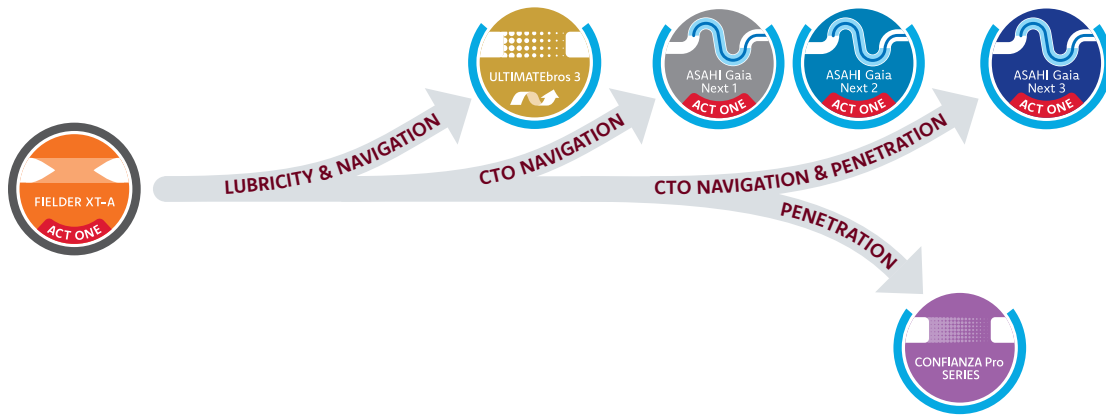 ULTIMATEbros 3
ASAHI Gaia
Next 1
ACT ONE
ASAHI Gaia
Next 2
ACT ONE
ASAHI Gaia
Next 3
ACT ONE
FIELDER XT-A
ACT ONE
LUBRICITY & NAVIGATION
CTO NAVIGATION
CTO NAVIGATION & PENETRATION
PENETRATION
CONFIANZA Pro
SERIES